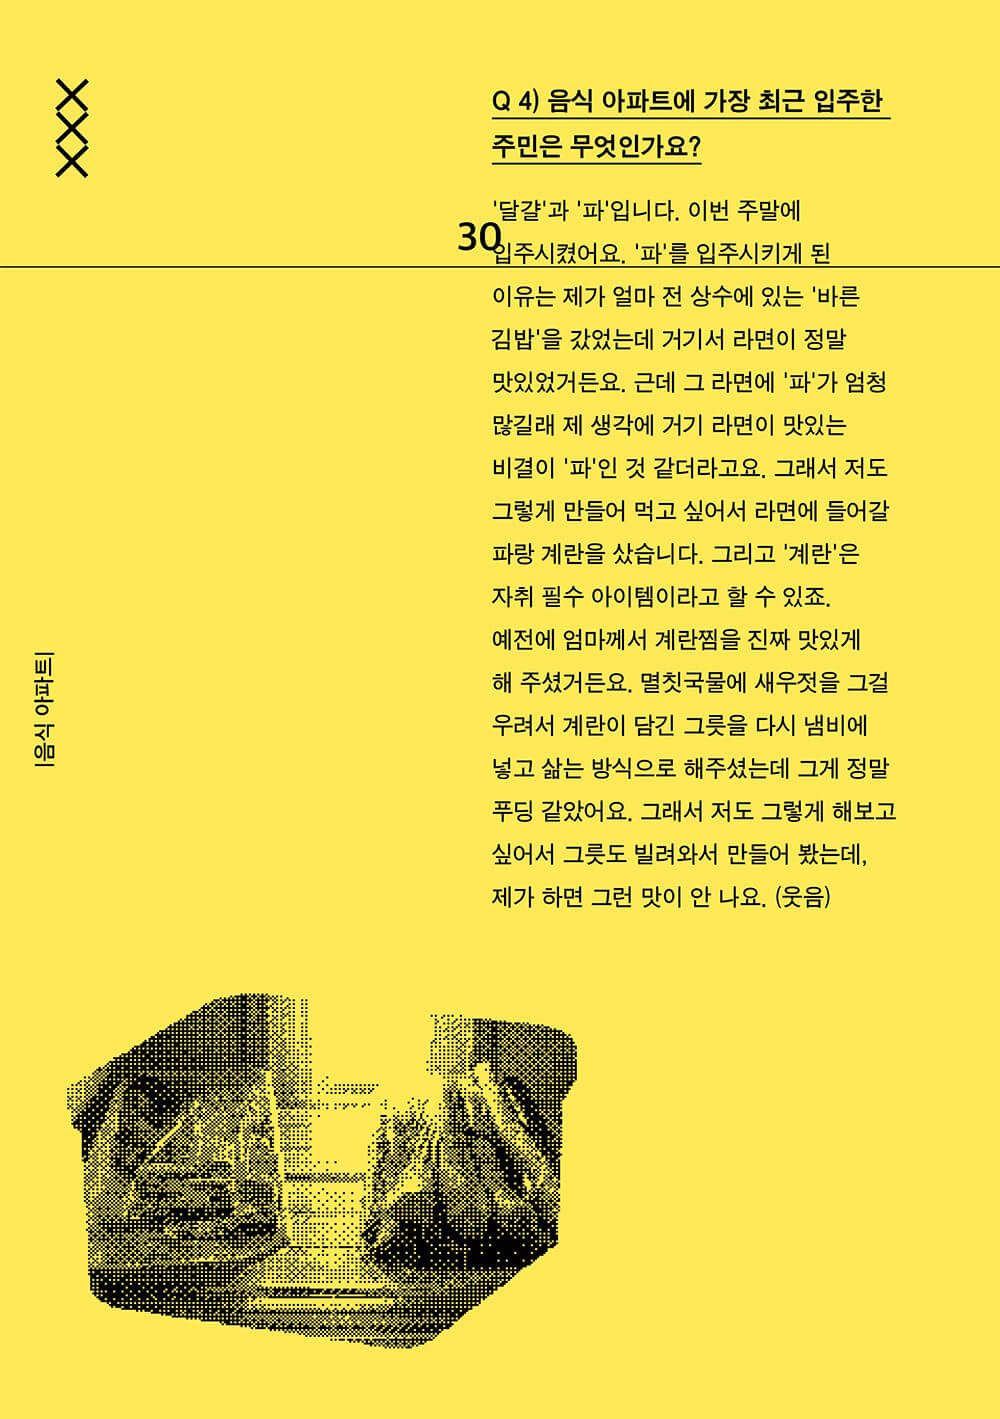 Q 4) 음식 아파트에 가장 최근 입주한
주민은 무엇인가요?
'달걀'과 '파'입니다. 이번 주말에
30
입주시켰어요. '파'를 입주시키게 된
이유는 제가 얼마 전 상수에 있는 '바른
김밥'을 갔었는데 거기서 라면이 정말
맛있었거든요. 근데 그 라면에 '파'가 엄청
많길래 제 생각에 거기 라면이 맛있는
비결이 '파'인 것 같더라고요. 그래서 저도
그렇게 만들어 먹고 싶어서 라면에 들어갈
파랑 계란을 샀습니다. 그리고 '계란'은
자취 필수 아이템이라고 할 수 있죠.
예전에 엄마께서 계란찜을 진짜 맛있게
해 주셨거든요. 멸칫국물에 새우젓을 그걸
우려서 계란이 담긴 그릇을 다시 냄비에
넣고 삶는 방식으로 해주셨는데 그게 정말
푸딩 같았어요. 그래서 저도 그렇게 해보고
싶어서 그릇도 빌려와서 만들어 봤는데,
제가 하면 그런 맛이 안 나요. (웃음)
|음식 아파트|